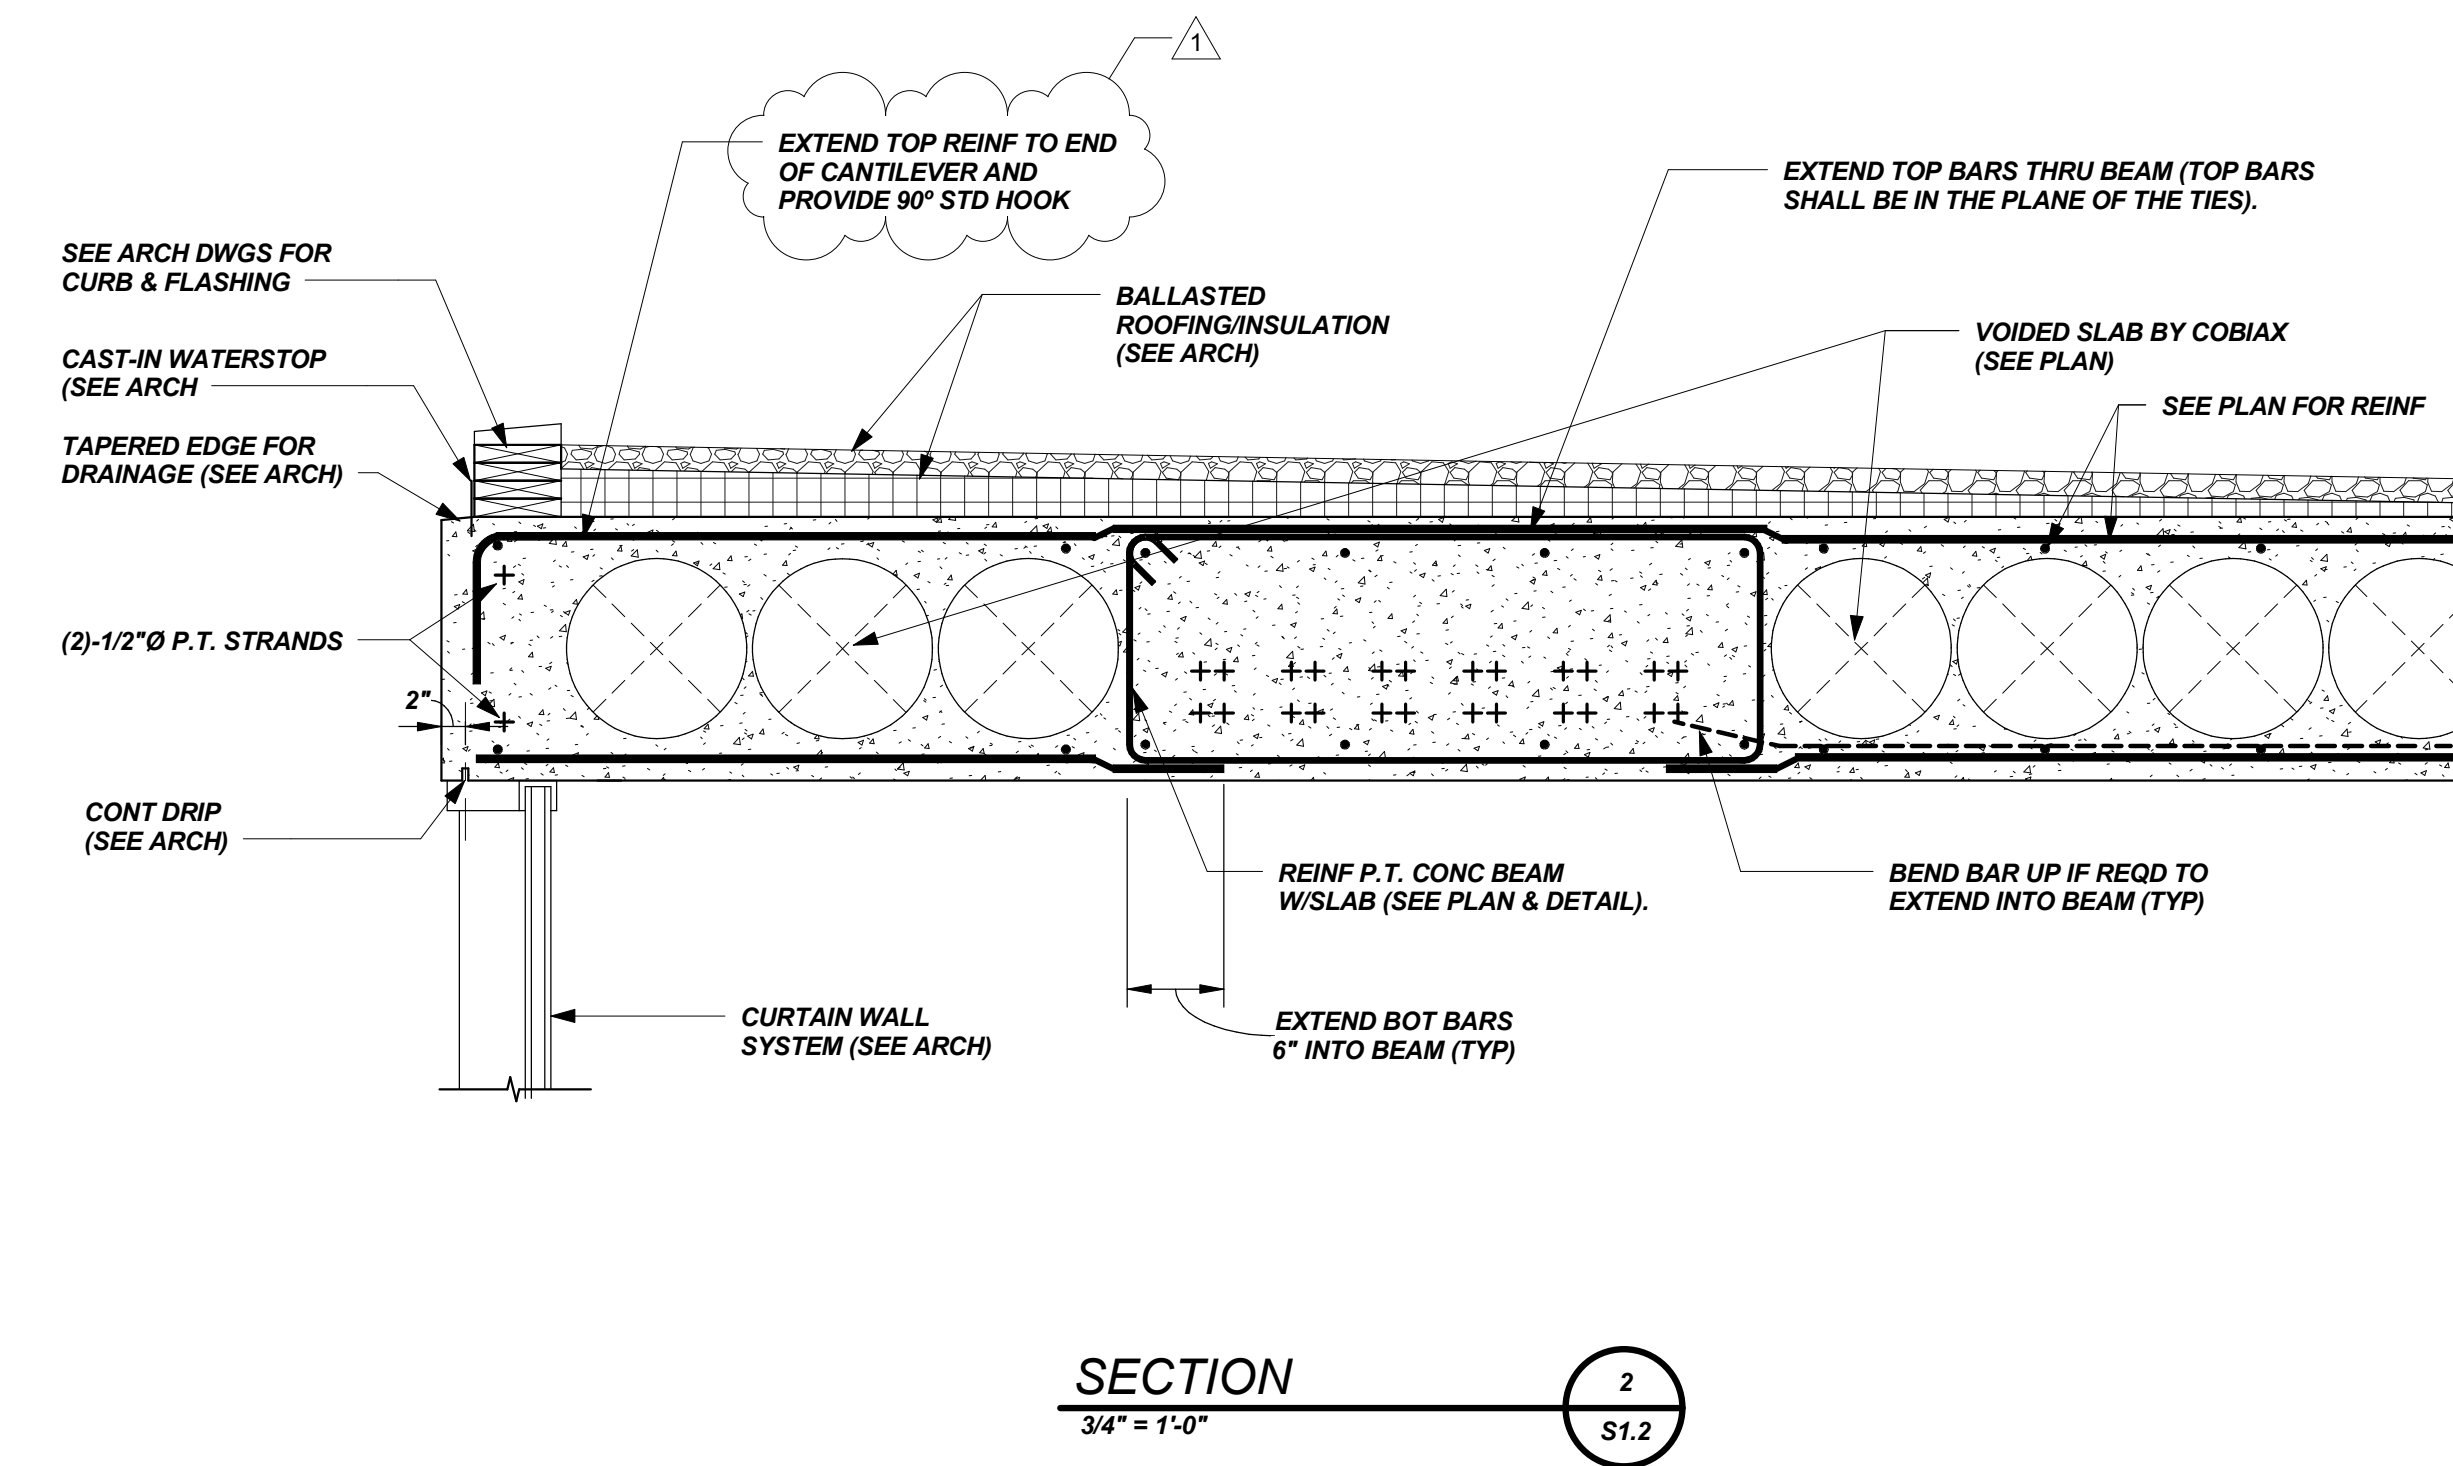 1
EXTEND TOP REINF TO END
OF CANTILEVER AND
PROVIDE 90º STD HOOK
EXTEND TOP BARS THRU BEAM (TOP BARS
SHALL BE IN THE PLANE OF THE TIES).
SEE ARCH DWGS FOR
CURB & FLASHING
BALLASTED
ROOFING/INSULATION
(SEE ARCH)
VOIDED SLAB BY COBIAX
(SEE PLAN)
CAST-IN WATERSTOP
(SEE ARCH
SEE PLAN FOR REINF
TAPERED EDGE FOR
DRAINAGE (SEE ARCH)
(2)-1/2"Ø P.T. STRANDS
2"
CONT DRIP
(SEE ARCH)
REINF P.T. CONC BEAM
W/SLAB (SEE PLAN & DETAIL).
BEND BAR UP IF REQD TO
EXTEND INTO BEAM (TYP)
CURTAIN WALL
SYSTEM (SEE ARCH)
EXTEND BOT BARS
6" INTO BEAM (TYP)
SECTION
3/4" = 1'-0"
2
S1.2